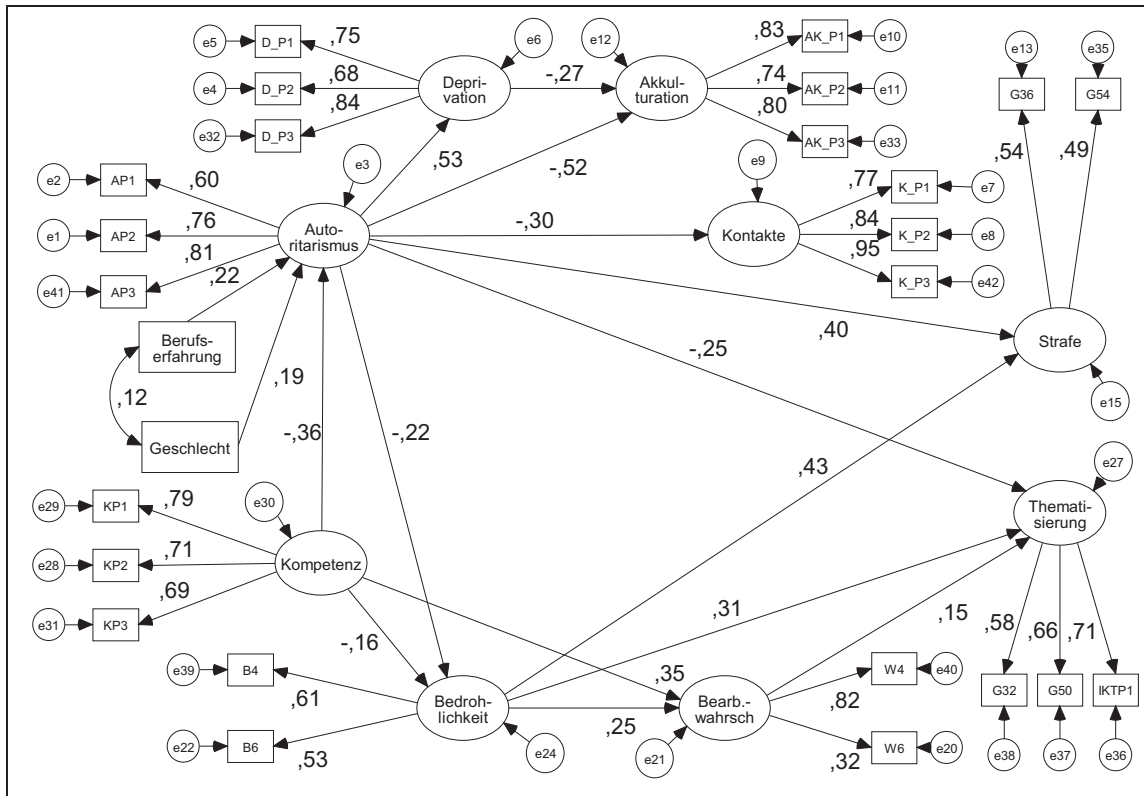 e5
D_P1
,75
e6
e12
,83
AK_P1
e10
e13
e35
e4
D_P2
,68
Depri-
vation
-,27
Akkul-
turation
,74
AK_P2
e11
G36
G54
e32
D_P3
,84
,80
AK_P3
e33
,53
-,52
,54
,49
e3
e9
e2
AP1
,60
,77
K_P1
e7
e1
AP2
,76
Auto-
ritarismus
-,30
Kontakte
,84
K_P2
e8
e41
AP3
,81
,95
K_P3
e42
,22
Berufs-
erfahrung
,40
Strafe
,19
-,25
e15
,12
Geschlecht
-,36
-,22
,43
e27
e29
KP1
,79
e30
Themati-
sierung
e28
KP2
,71
Kompetenz
e31
KP3
,69
,31
,15
,58
,66
,71
-,16
e39
B4
,61
,35
W4
e40
Bedroh-
lichkeit
Bearb.-
wahrsch
,82
G32
G50
IKTP1
e22
B6
,53
,25
e24
e21
,32
W6
e20
e38
e37
e36